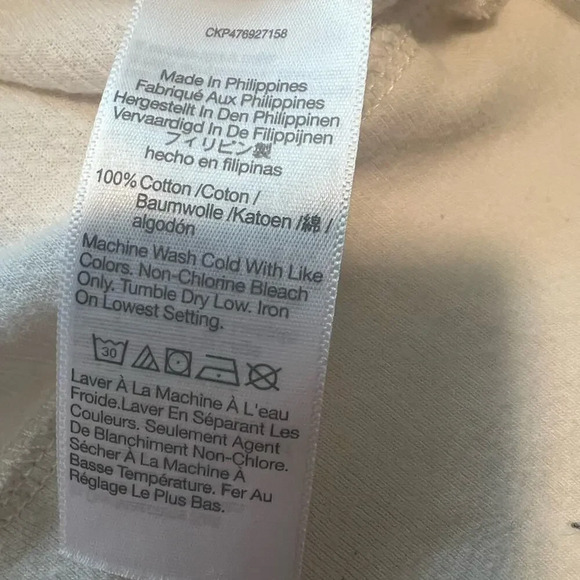 CKP476927158
Made In Philippines
Fabriqué Aux Philippines
Hergestellt In Den Philippinen
Vervaardigd In De Filippijnen
フィリピン製
hecho en filipinas
100% Cotton /Coton /
Baumwolle /Katoen /綿/
algodón
Machine Wash Cold With Like
Colors. Non-Chlorine Bleach
Only. Tumble Dry Low. Iron
On Lowest Setting.
30
Laver À La Machine À L'eau
Froide.Laver En Séparant Les
Couleurs. Seulement Agent
De Blanchiment Non-Chlore.
Sécher À La Machine À
Basse Température. Fer Au
Réglage Le Plus Bas.